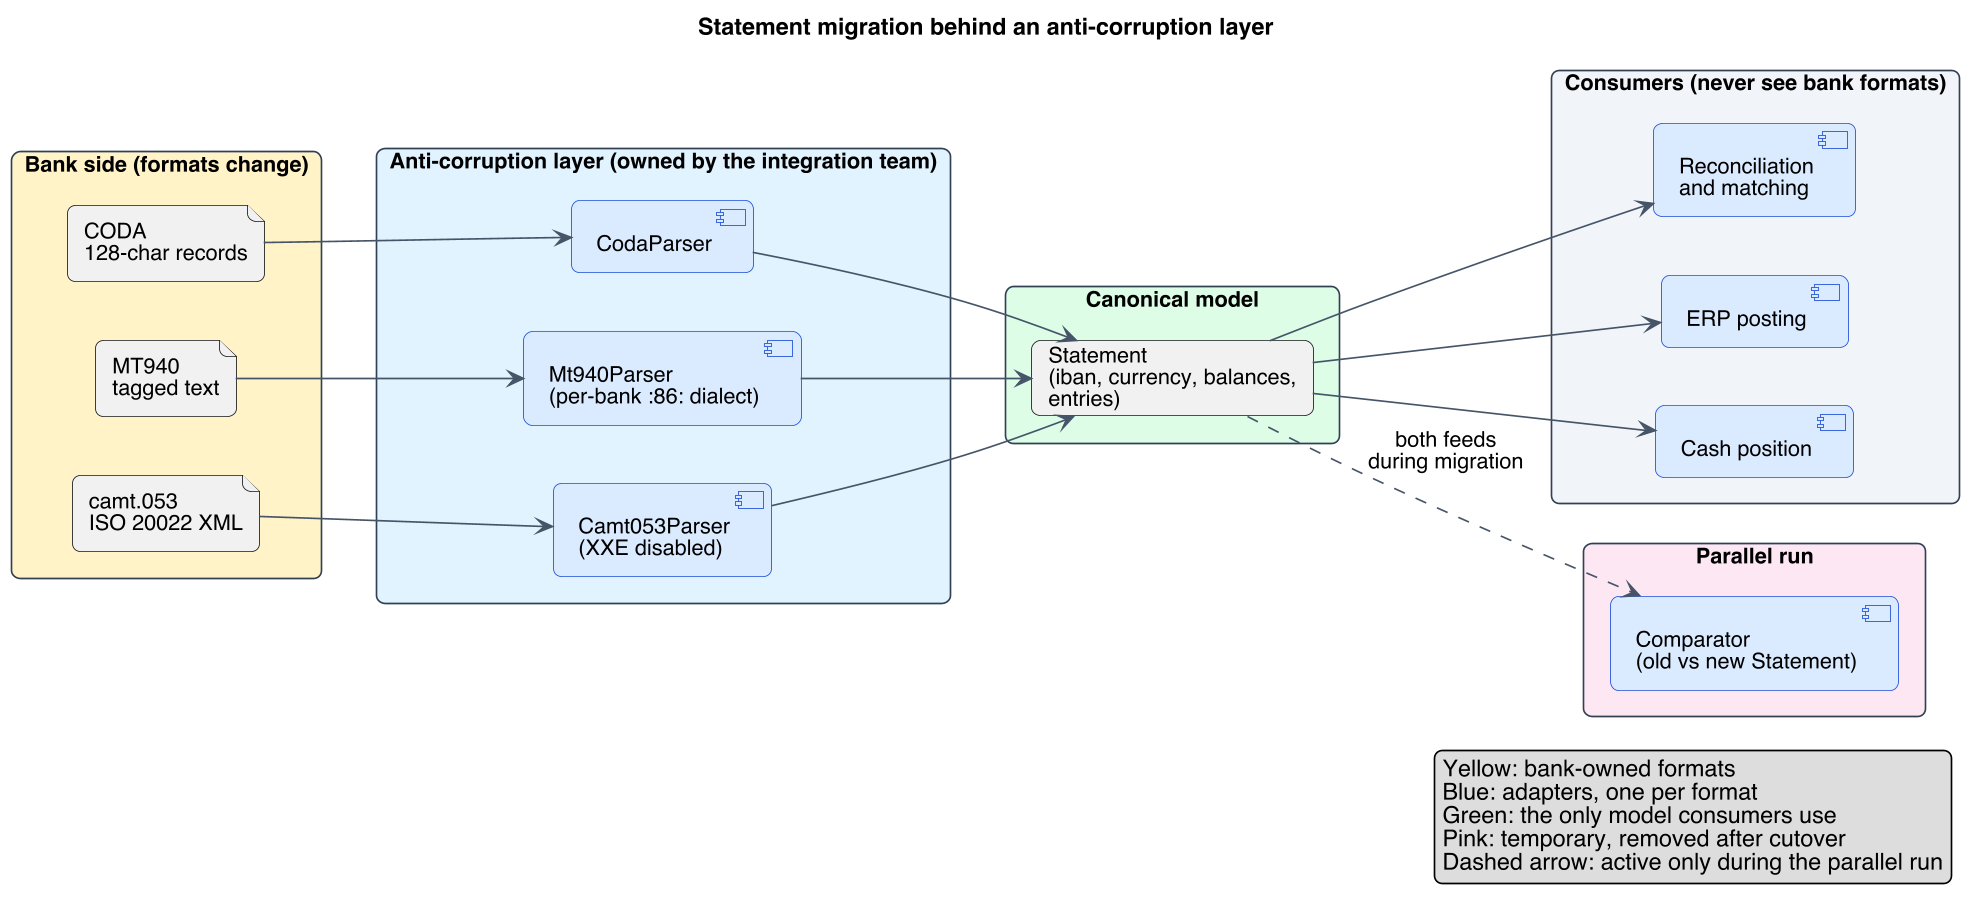 Statement migration behind an anti-corruption layer
Bank side (formats change)
CODA
128-char records
MT940
tagged text
camt.053
ISO 20022 XML
Anti-corruption layer (owned by the integration team)
CodaParser
Mt940Parser
(per-bank :86: dialect)
Camt053Parser
(XXE disabled)
Canonical model
Statement
(iban, currency, balances,
entries)
Consumers (never see bank formats)
Reconciliation
and matching
ERP posting
Cash position
both feeds
during migration
Parallel run
Comparator
(old vs new Statement)
Yellow: bank-owned formats
Blue: adapters, one per format
Green: the only model consumers use
Pink: temporary, removed after cutover
Dashed arrow: active only during the parallel run